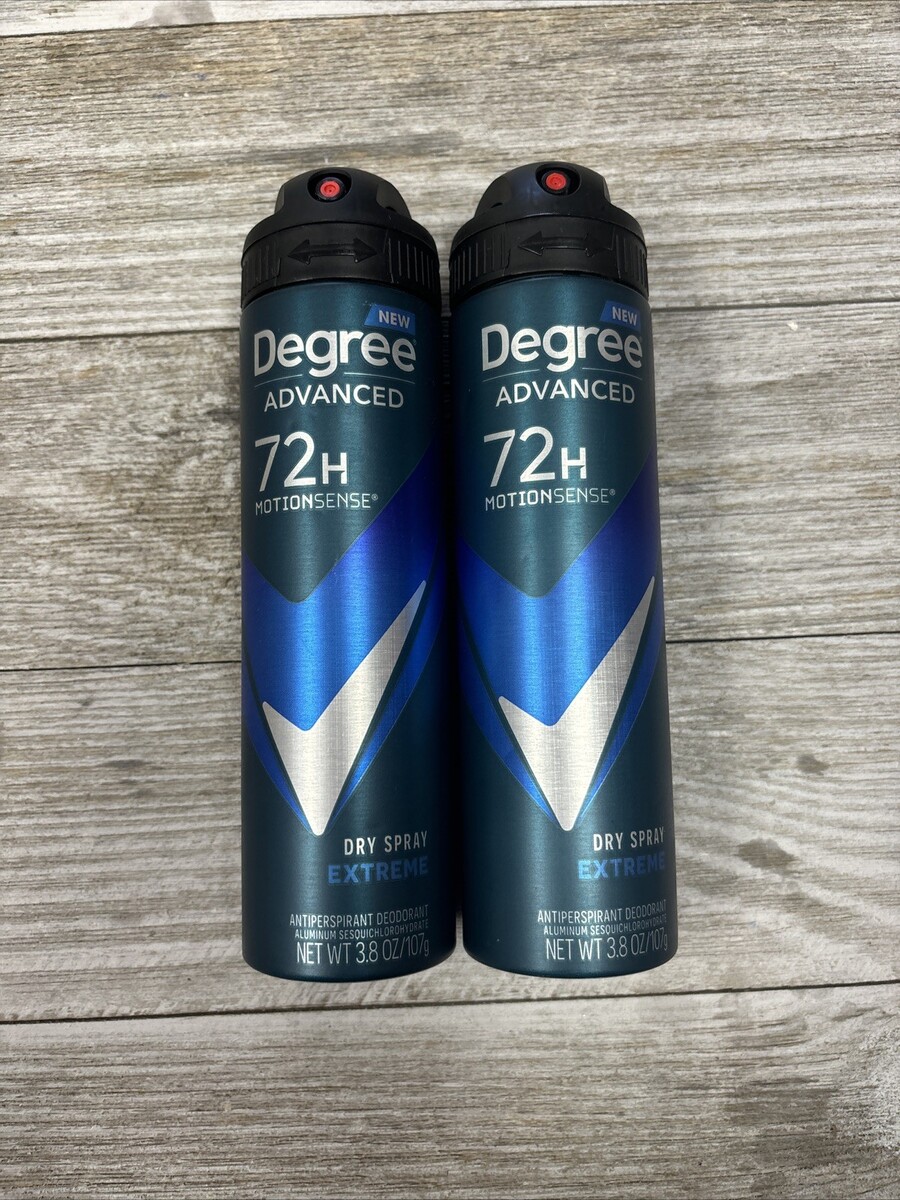 NEW
Degree
ADVANCED
72H
MOTIONSENSE®
DRY SPRAY
EXTREME
ANTIPERSPIRANT DEODORANT
ALUMINUM SESQUICHLOROHYDRATE
NET WT 3.8 OZ/107g
NEW
Degree
ADVANCED
72H
MOTIONSENSE®
DRY SPRAY
EXTREME
ANTIPERSPIRANT DEODORANT
ALUMINUM SESQUICHLOROHYDRATE
NET WT 3.8 OZ/107g